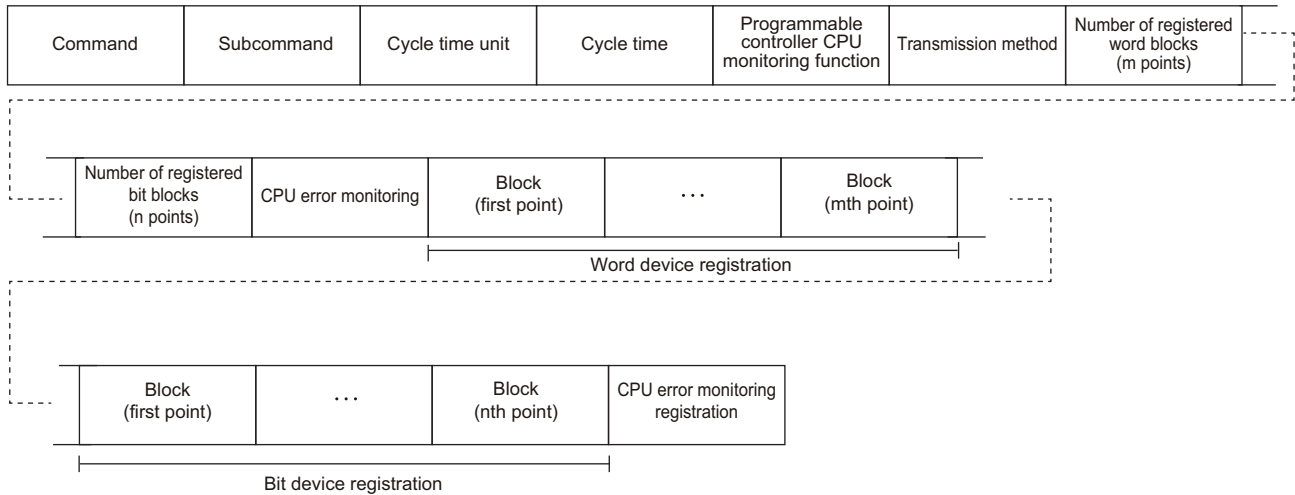 Command
Subcommand
Cycle time unit
Cycle time
Programmable
controller CPU
monitoring function
Transmission method
Number of registered
word blocks
(m points)
Number of registered
bit blocks
(n points)
CPU error monitoring
Block
(first point)
...
Block
(mth point)
Word device registration
Block
(first point)
...
Block
(nth point)
CPU error monitoring
registration
Bit device registration